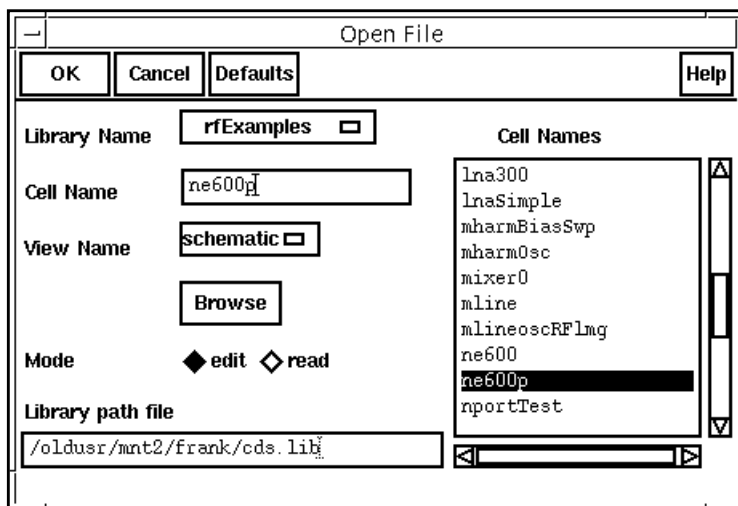 Open File
OK Cancel Defaults Help
Library Name rfExamples
Cell Names
Cell Name ne600p
View Name schematic
Browse
Mode edit read
Library path file
/oldusr/mnt2/frank/cds.lib
lna300
lnaSimple
mharmBiasSwp
mharmOsc
mixer0
mline
mlineoscRFlmg
ne600
ne600p
nportTest